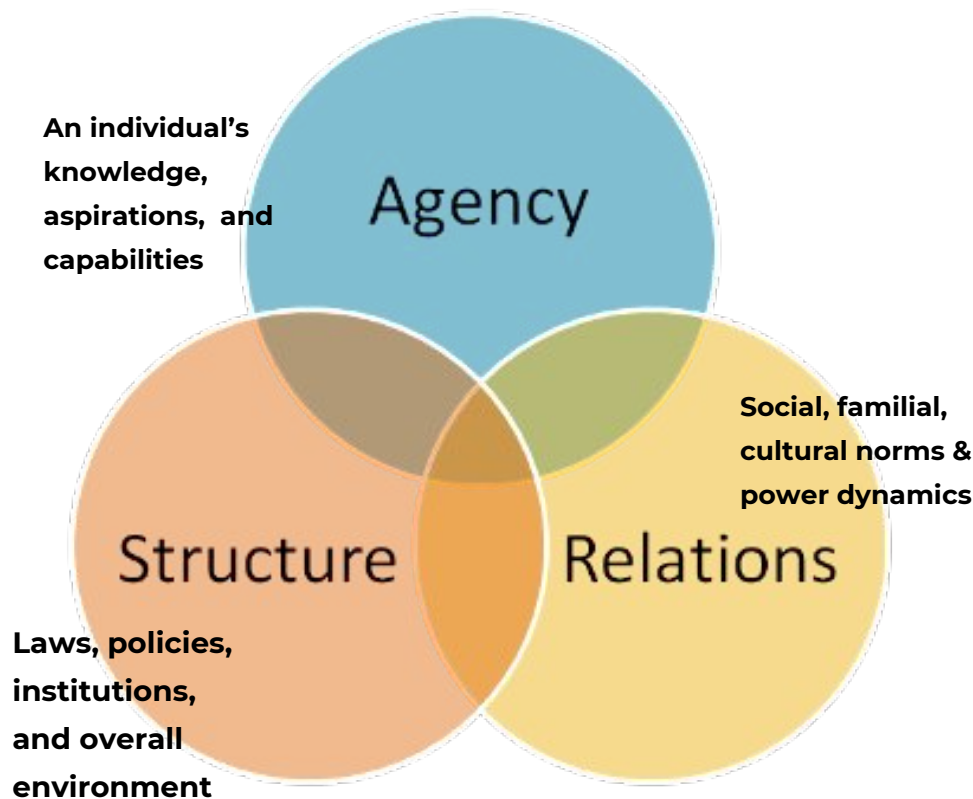 An individual’s
knowledge,
aspirations,  and
capabilities
Agency
Social, familial,
cultural norms &
power dynamics
Structure
Relations
Laws, policies,
institutions,
and overall
environment